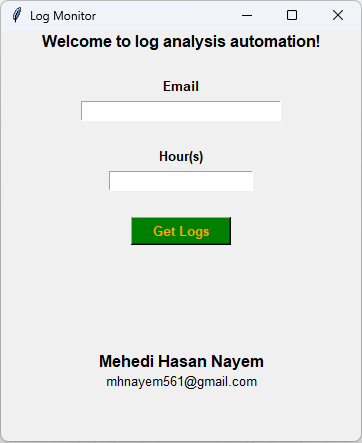 Log Monitor
Welcome to log analysis automation!
Email
Hour(s)
Get Logs
Mehedi Hasan Nayem
mhnayem561@gmail.com